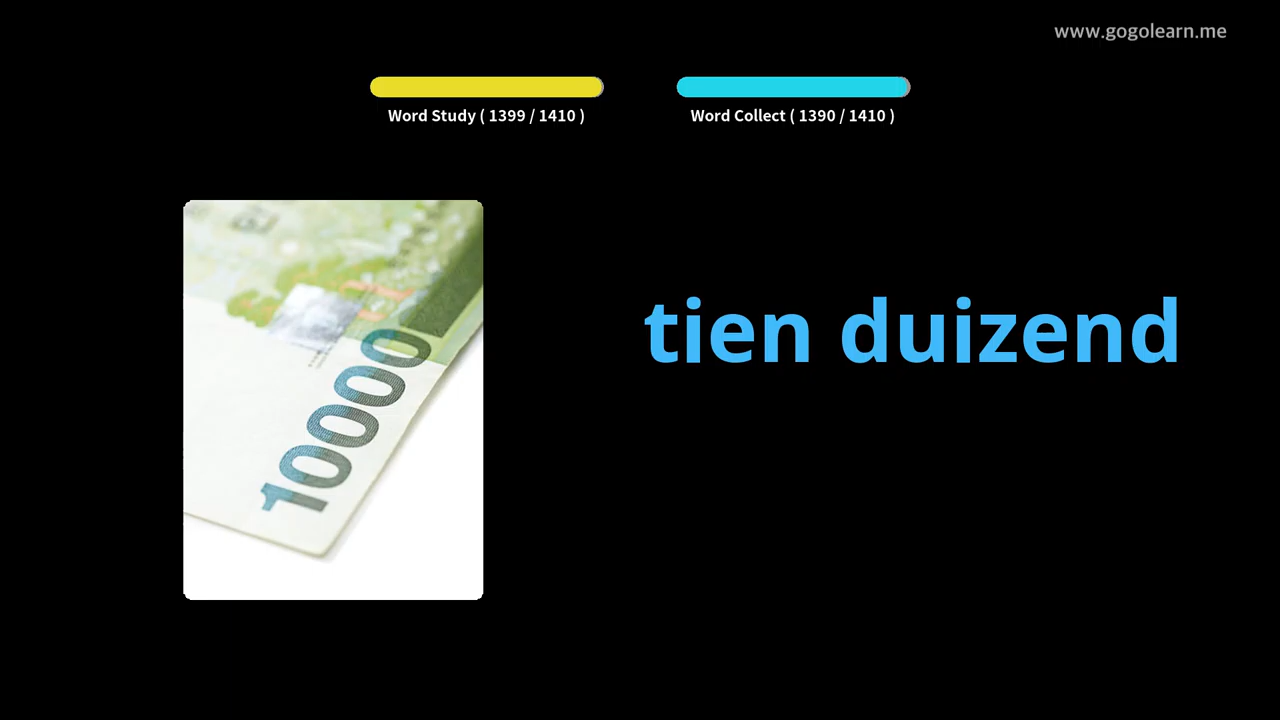 www.gogolearn.me
Word Study ( 1399 / 1410 )
Word Collect ( 1390 / 1410 )
tien duizend
10000